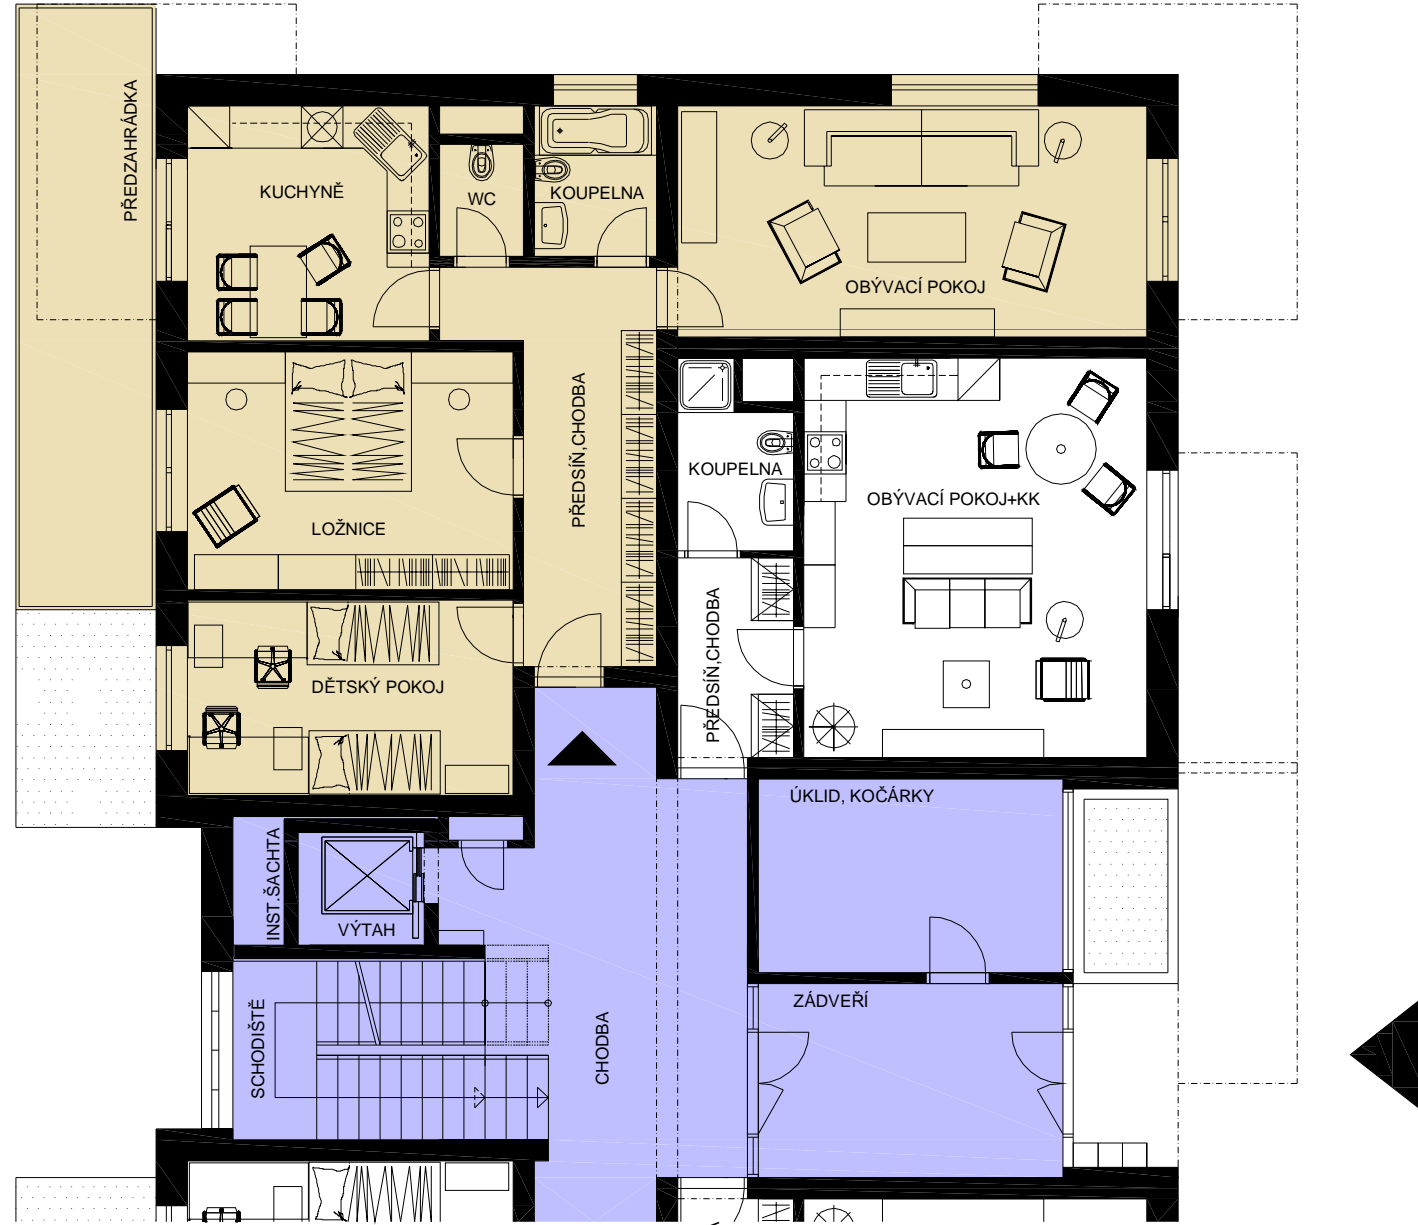 PŘEDZAHRÁDKA
KUCHYNĚ
WC
KOUPELNA
OBÝVACÍ POKOJ
PŘEDSÍŇ,CHODBA
LOŽNICE
KOUPELNA
OBÝVACÍ POKOJ+KK
PŘEDSÍŇ,CHODBA
DĚTSKÝ POKOJ
ÚKLID, KOČÁRKY
INST.ŠACHTA
VÝTAH
ZÁDVEŘÍ
SCHODIŠTĚ
CHODBA